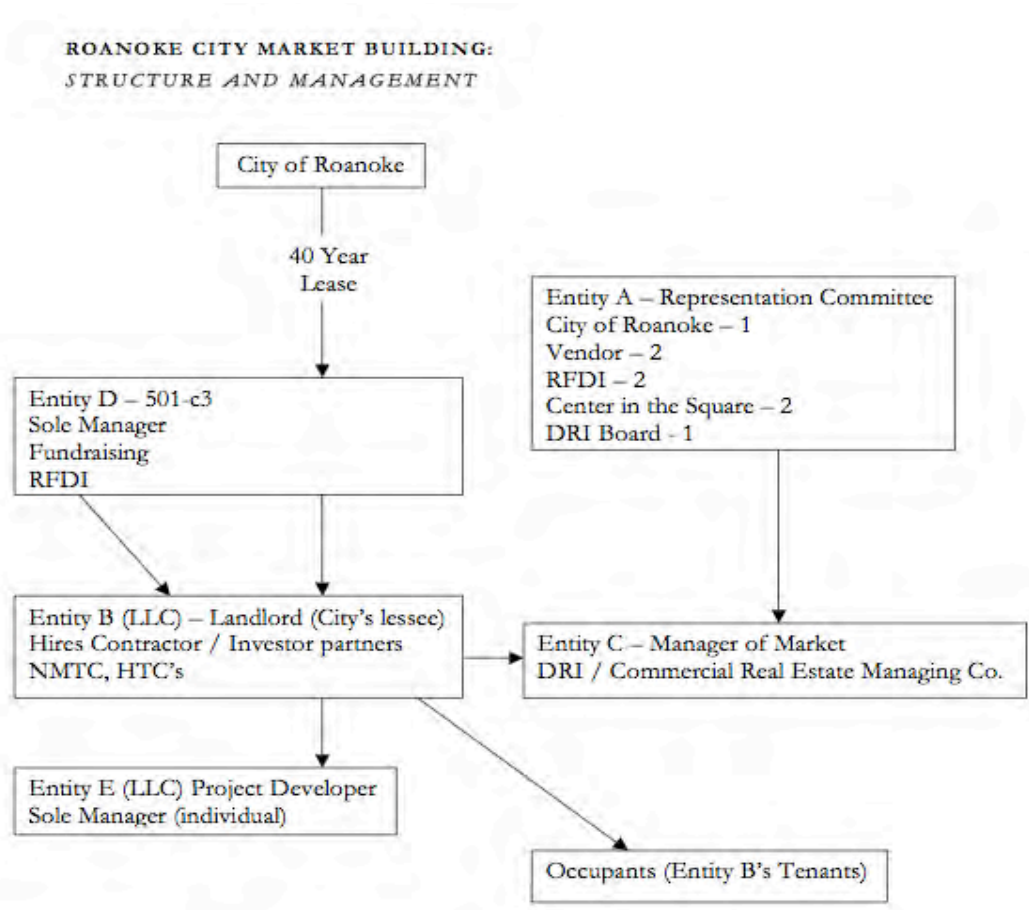 ROANOKE CITY MARKET BUILDING:
STRUCTURE AND MANAGEMENT
City of Roanoke
40 Year
Lease
Entity A – Representation Committee
City of Roanoke – 1
Vendor – 2
RFDI – 2
Center in the Square – 2
DRI Board - 1
Entity D – 501-c3
Sole Manager
Fundraising
RFDI
Entity B (LLC) – Landlord (City's lessee)
Hires Contractor / Investor partners
NMTC, HTC's
Entity C – Manager of Market
DRI / Commercial Real Estate Managing Co.
Entity E (LLC) Project Developer
Sole Manager (individual)
Occupants (Entity B's Tenants)